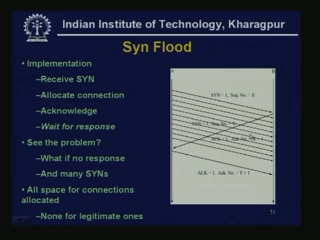 Indian Institute of Technology, Kharagpur
Syn Flood
• Implementation
–Receive SYN
–Allocate connection
–Acknowledge
–Wait for response
• See the problem?
–What if no response
–And many SYNs
• All space for connections
allocated
–None for legitimate ones
A
B
SYN = 1, Seq. No. = X
ACK = 1, Ack. No. = Y + 1
51